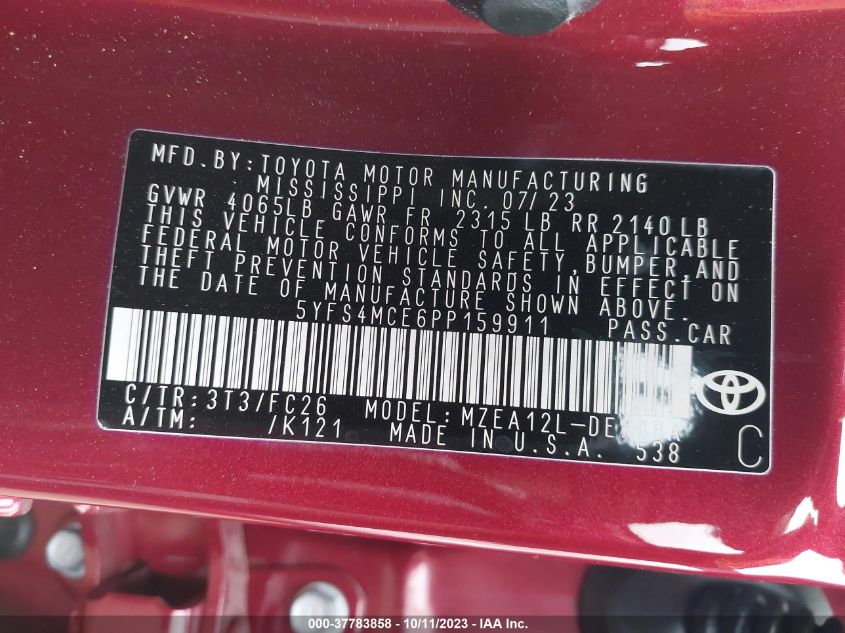 MFD. BY: TOYOTA MOTOR MANUFACTURING
MISSISSIPPI INC. 07/23
GVWR 4065LB GAWR FR 2315 LB RR 2140 LB
THIS VEHICLE CONFORMS TO ALL APPLICABLE
FEDERAL MOTOR VEHICLE SAFETY, BUMPER, AND
THEFT PREVENTION STANDARDS IN EFFECT ON
THE DATE OF MANUFACTURE SHOWN ABOVE.
5YFS4MCE6PP159911 PASS. CAR
C/TR: 3T3/FC26 MODEL: MZEA12L-
A/TM: /K121 MADE IN U.S.A. 538
C
000-37783858 - 10/11/2023 - IAAI.com